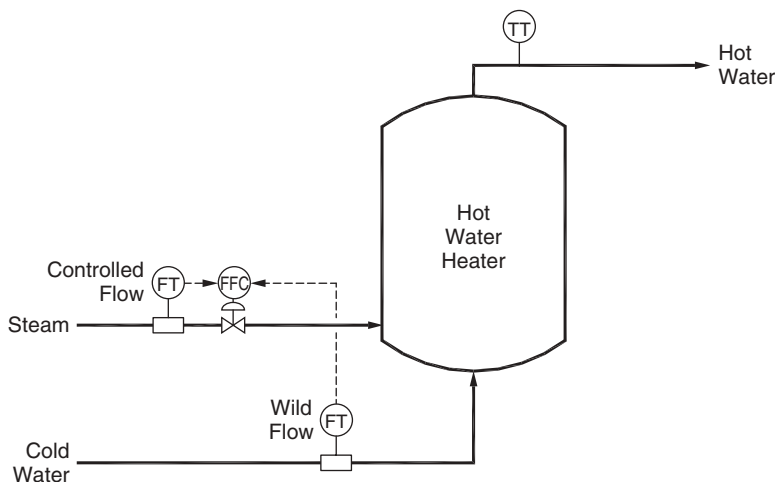 TT
Hot
Water
Hot
Water
Heater
Controlled
Flow
FT
FFC
Steam
Wild
Flow
FT
Cold
Water